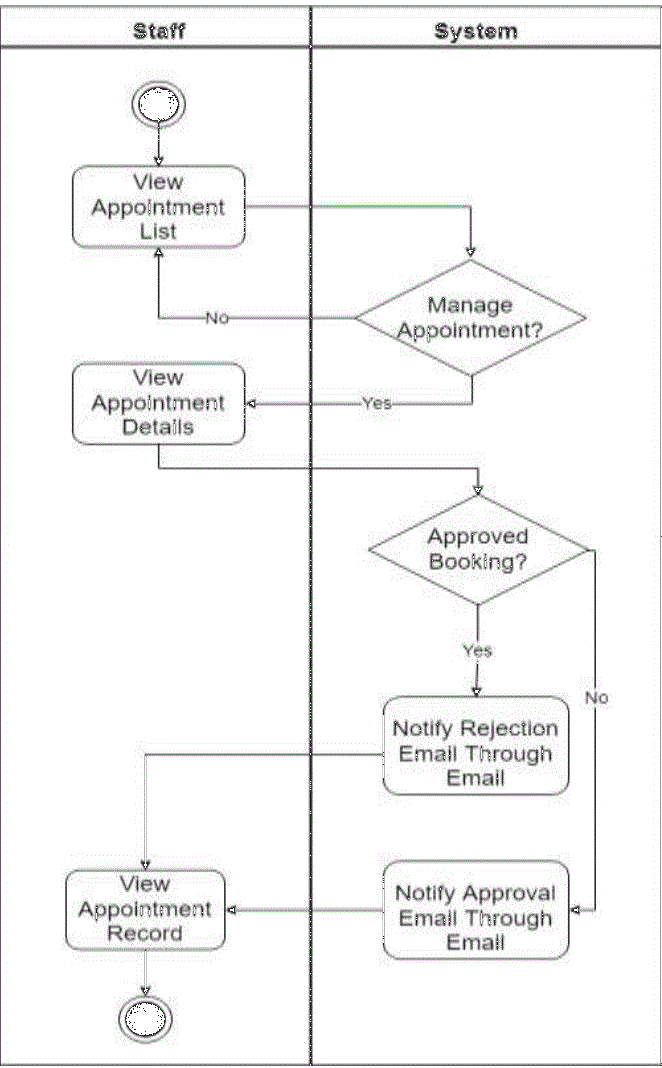 Staff
System
View
Appointment
List
Manage
Appointment?
No
View
Appointment
Details
Yes
Approved
Booking?
Yes
No
Notify Rejection
Email Through
Email
View
Appointment
Record
Notify Approval
Email Through
Email